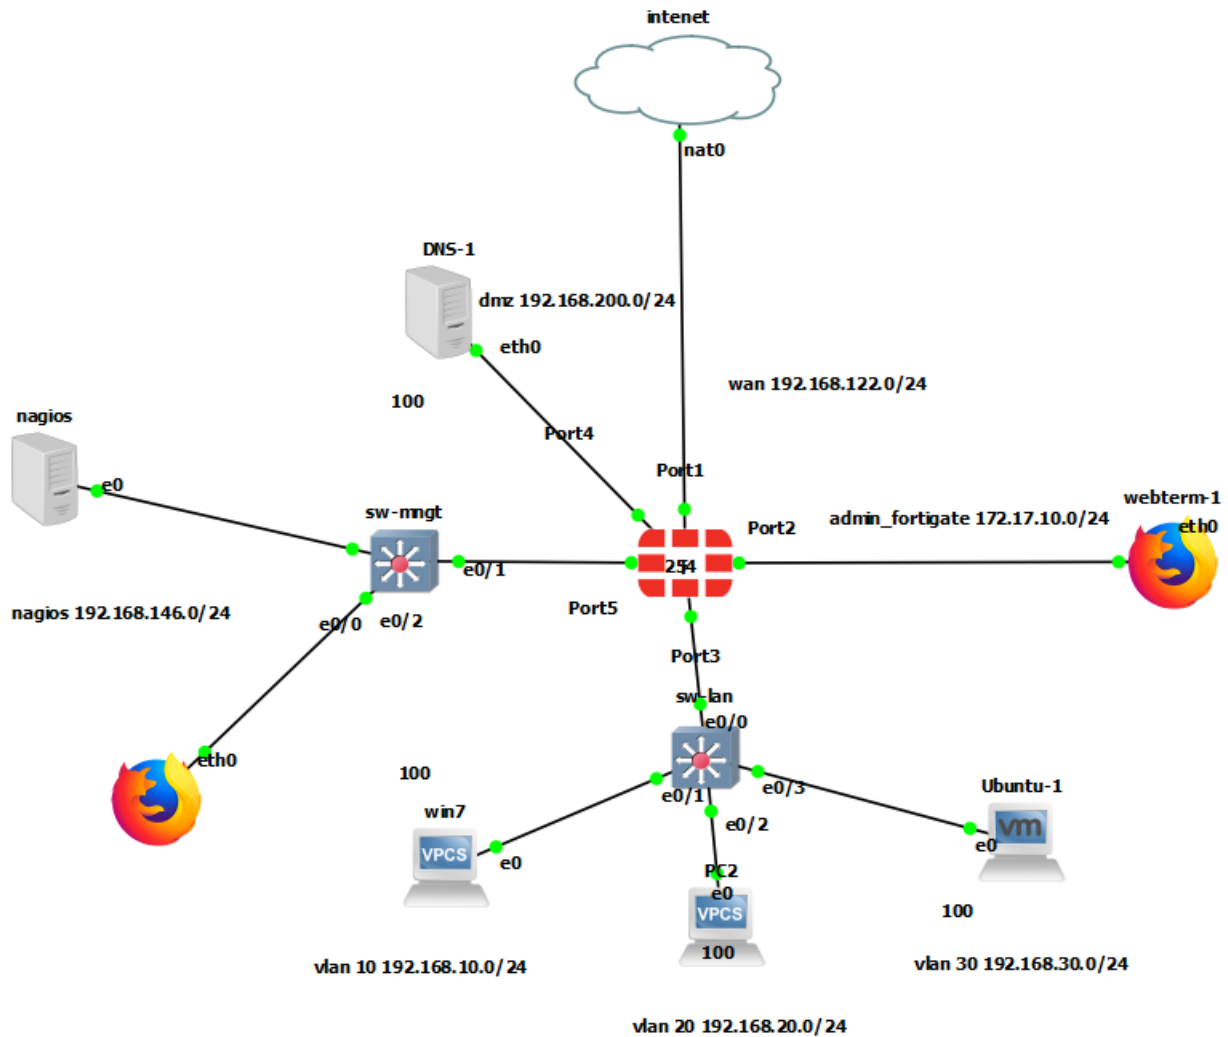 intenet
nat0
DNS-1
dmz 192.168.200.0/24
eth0
wan 192.168.122.0/24
100
nagios
Port4
Port1
e0
sw-mngt
webterm-1
admin_fortigate 172.17.10.0/24
eth0
Port2
e0/1
254
Port5
nagios 192.168.146.0/24
e0/0
e0/2
Port3
sw-lan
e0/0
eth0
100
e0/1
e0/3
Ubuntu-1
win7
e0/2
vm
VPCS
e0
e0
PC2
e0
VPCS
100
100
vlan 10 192.168.10.0/24
vlan 30 192.168.30.0/24
vlan 20 192.168.20.0/24